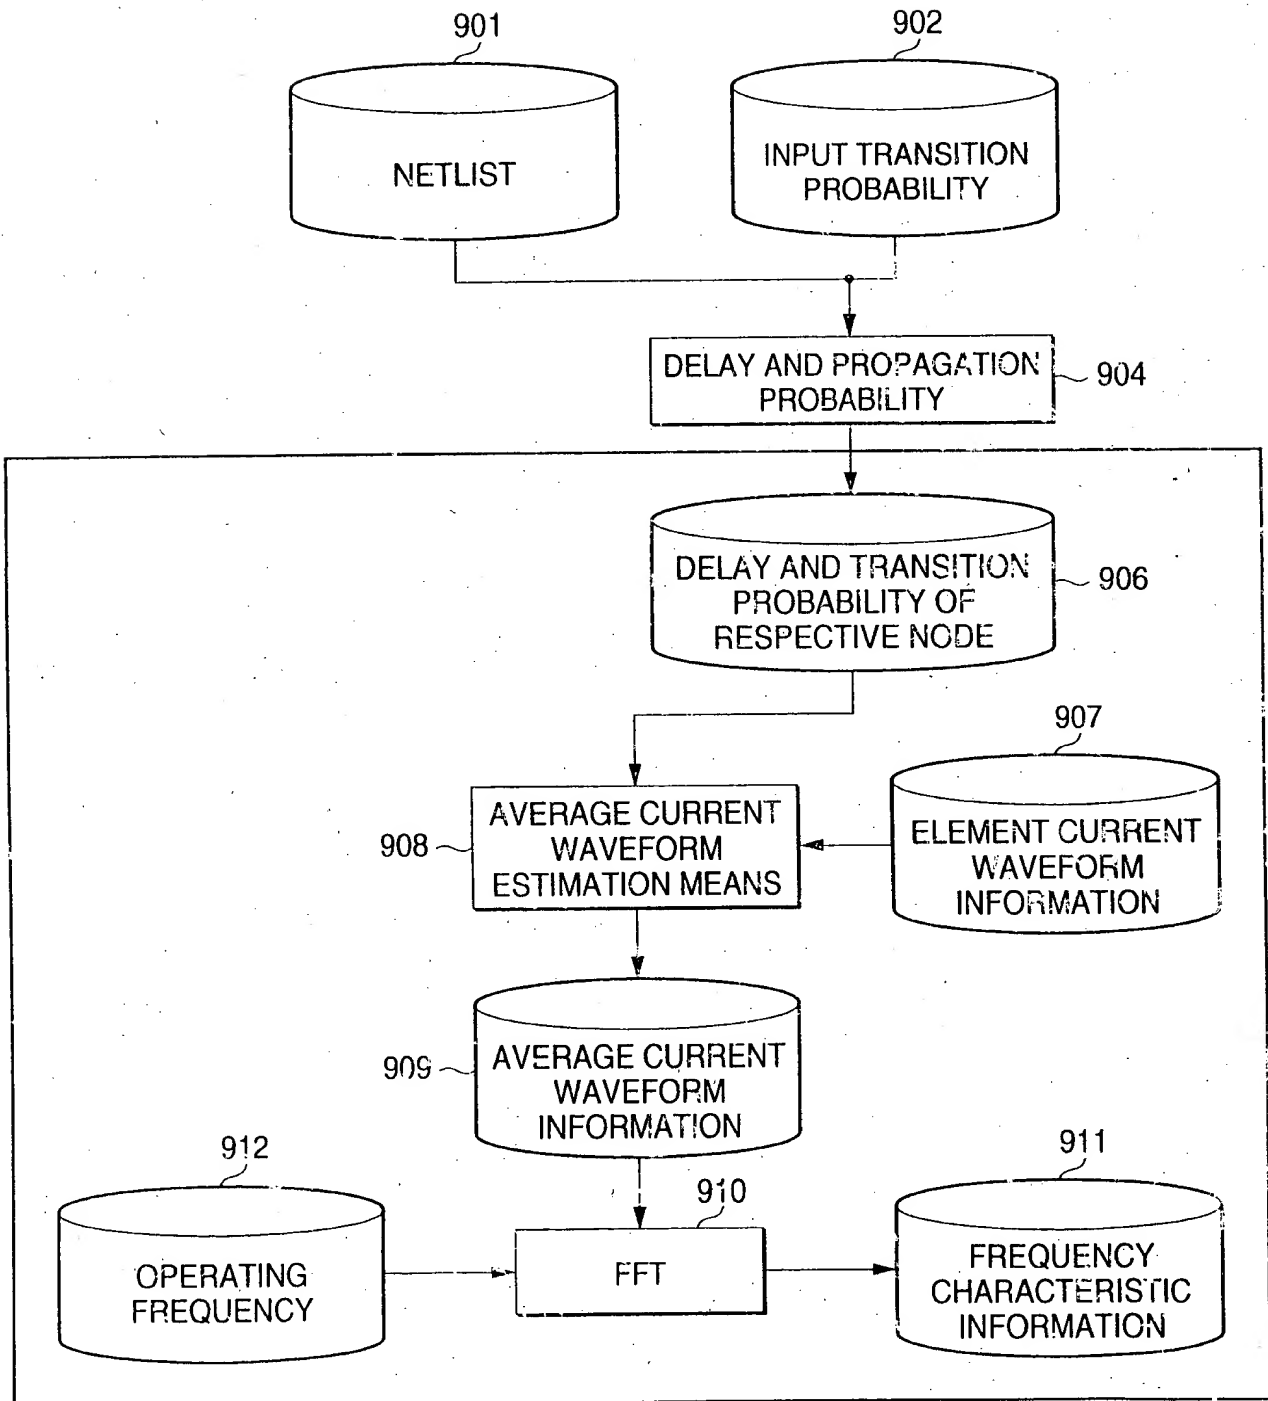 901
902
NETLIST
INPUT TRANSITION
PROBABILITY
DELAY AND PROPAGATION
PROBABILITY
904
DELAY AND TRANSITION
PROBABILITY OF
RESPECTIVE NODE
906
907
908
AVERAGE CURRENT
WAVEFORM
ESTIMATION MEANS
ELEMENT CURRENT
WAVEFORM
INFORMATION
909
AVERAGE CURRENT
WAVEFORM
INFORMATION
912
910
911
OPERATING
FREQUENCY
FFT
FREQUENCY
CHARACTERISTIC
INFORMATION